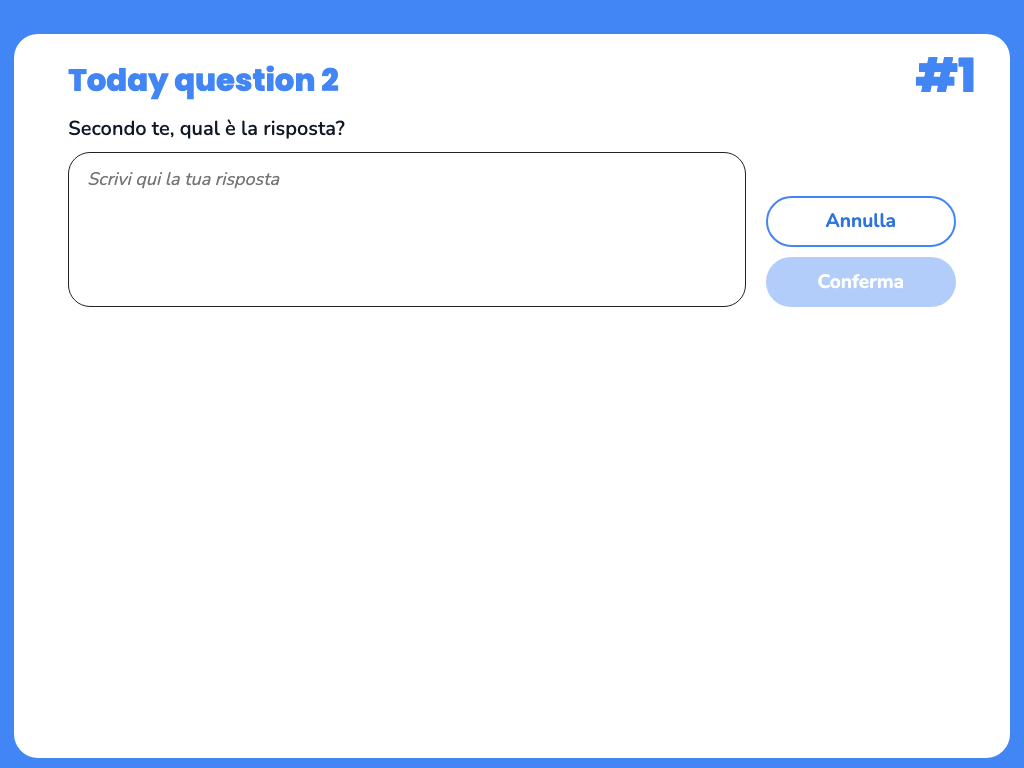 Today question 2
#1
Secondo te, qual è la risposta?
Scrivi qui la tua risposta
Annulla
Conferma